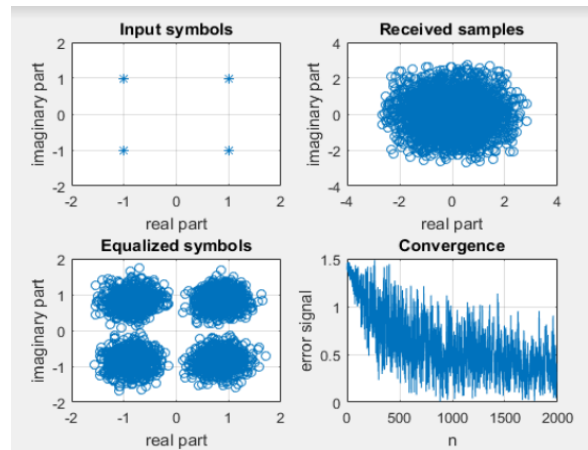 Input symbols
2
1
0
-1
-2
imaginary part
-2 -1 0 1 2
real part
Received samples
4
2
0
-2
-4
imaginary part
-4 -2 0 2 4
real part
Equalized symbols
2
1
0
-1
-2
imaginary part
-2 -1 0 1 2
real part
Convergence
1.5
1
0.5
0
error signal
0 500 1000 1500 2000
n